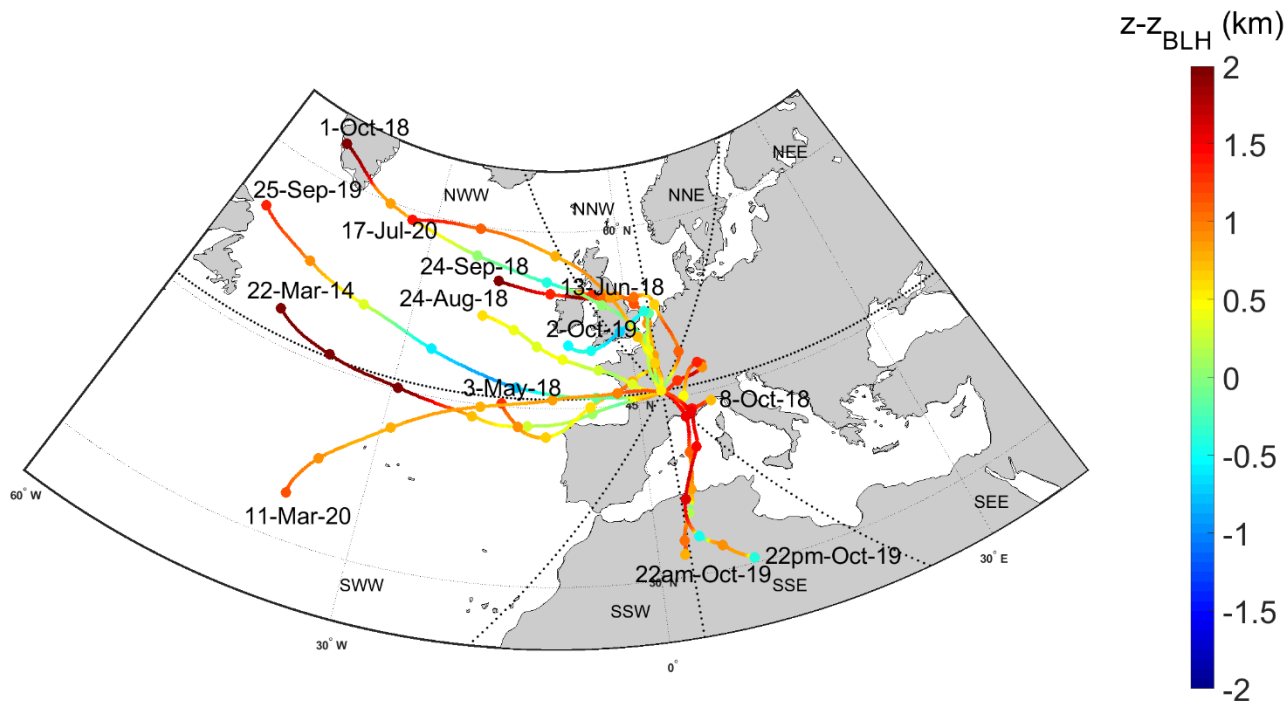 z-z_BLH (km)
2
1.5
1
0.5
0
-0.5
-1
-1.5
-2
1-Oct-18
NEE
25-Sep-19
NWW
NNW
NNE
17-Jul-20
60° N
24-Sep-18
13-Jun-18
22-Mar-14
24-Aug-18
2-Oct-19
3-May-18
45 N
8-Oct-18
60° W
11-Mar-20
SEE
22pm-Oct-19
30° E
22am-Oct-19
30 N
SSE
SWW
SSW
30° W
0°